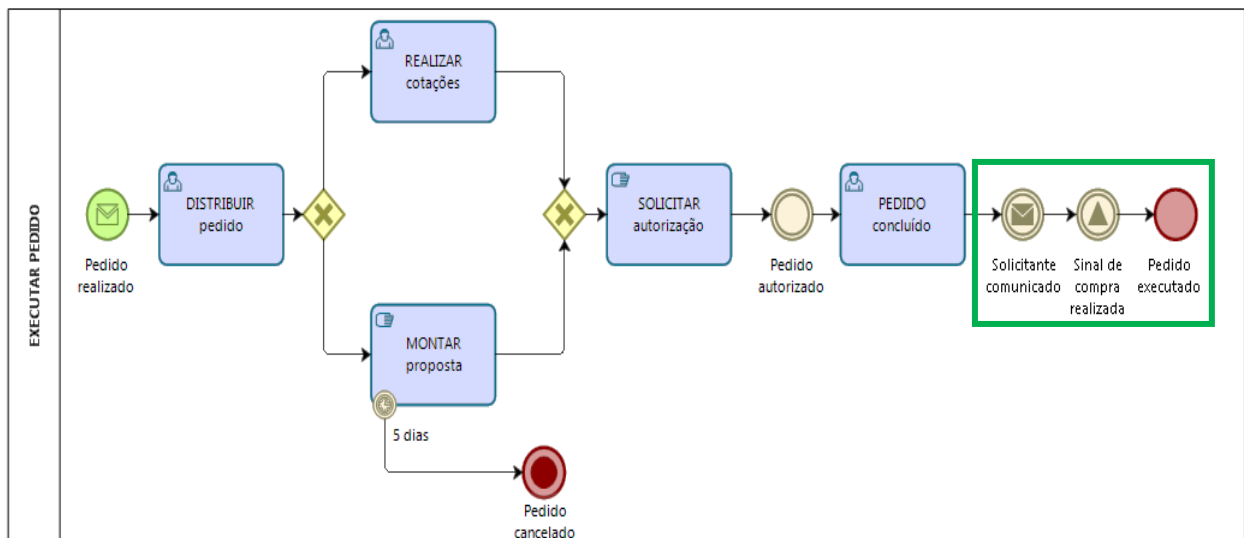 EXECUTAR PEDIDO
Pedido
realizado
DISTRIBUIR
pedido
REALIZAR
cotações
MONTAR
proposta
5 dias
Pedido
cancelado
SOLICITAR
autorização
Pedido
autorizado
PEDIDO
concluído
Solicitante
comunicado
Sinal de
compra
realizada
Pedido
executado